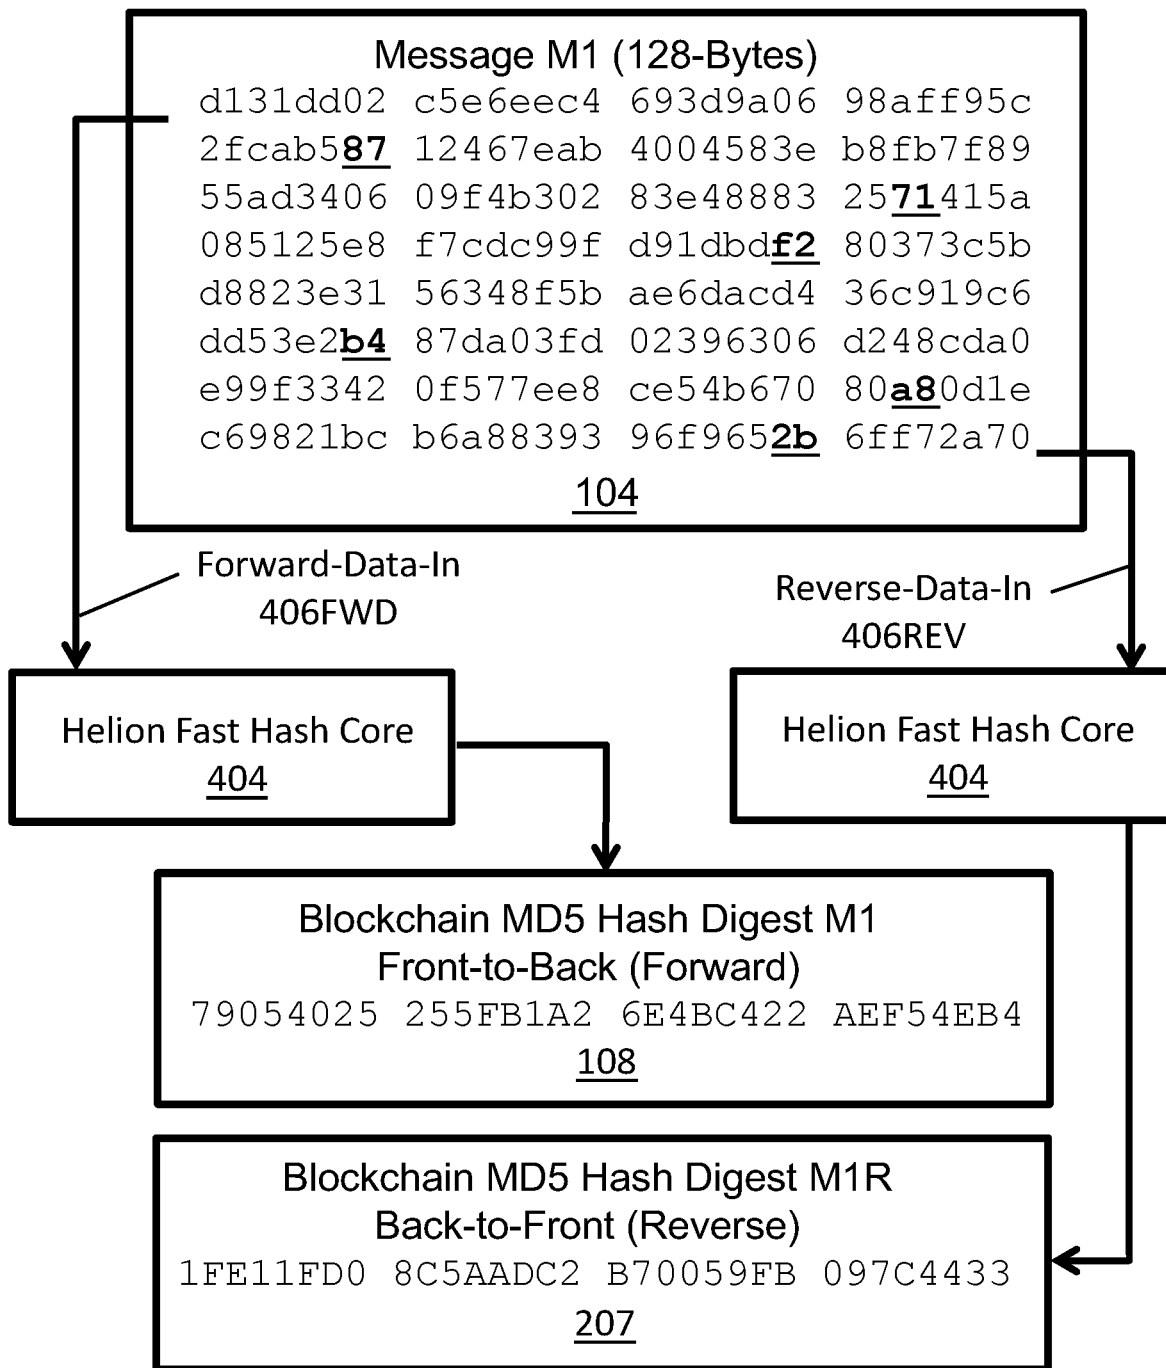 Message M1 (128-Bytes)
d131dd02 c5e6eec4 693d9a06 98aff95c
2fcab587 12467eab 4004583e b8fb7f89
55ad3406 09f4b302 83e48883 2571415a
085125e8 f7cdc99f d91dbdf2 80373c5b
d8823e31 56348f5b ae6dacd4 36c919c6
dd53e2b4 87da03fd 02396306 d248cda0
e99f3342 0f577ee8 ce54b670 80a80d1e
c69821bc b6a88393 96f9652b 6ff72a70
104
Forward-Data-In
406FWD
Reverse-Data-In
406REV
Helion Fast Hash Core
404
Helion Fast Hash Core
404
Blockchain MD5 Hash Digest M1
Front-to-Back (Forward)
79054025 255FB1A2 6E4BC422 AEF54EB4
108
Blockchain MD5 Hash Digest M1R
Back-to-Front (Reverse)
1FE11FD0 8C5AADC2 B70059FB 097C4433
207